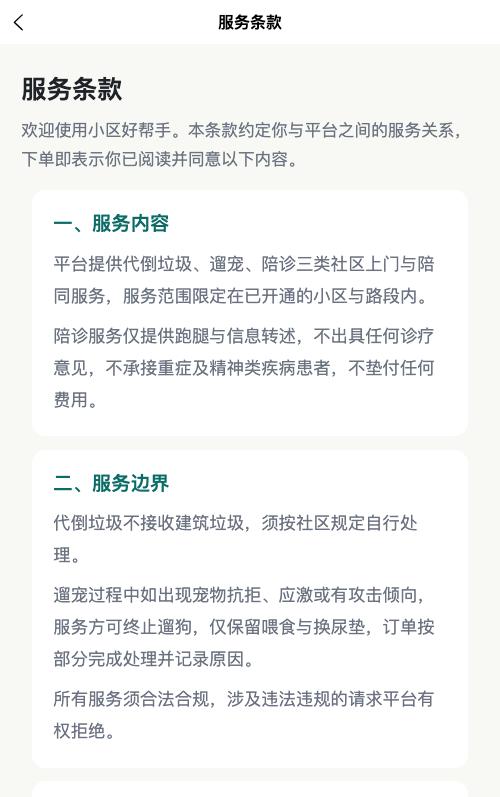 服务条款
服务条款
欢迎使用小区好帮手。本条款约定你与平台之间的服务关系，
下单即表示你已阅读并同意以下内容。
一、服务内容
平台提供代倒垃圾、遛宠、陪诊三类社区上门与陪
同服务，服务范围限定在已开通的小区与路段内。
陪诊服务仅提供跑腿与信息转述，不出具任何诊疗
意见，不承接重症及精神类疾病患者，不垫付任何
费用。
二、服务边界
代倒垃圾不接收建筑垃圾，须按社区规定自行处
理。
遛宠过程中如出现宠物抗拒、应激或有攻击倾向，
服务方可终止遛狗，仅保留喂食与换尿垫，订单按
部分完成处理并记录原因。
所有服务须合法合规，涉及违法违规的请求平台有
权拒绝。